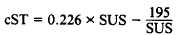 cST = 0.226 × SUS − 195/SUS